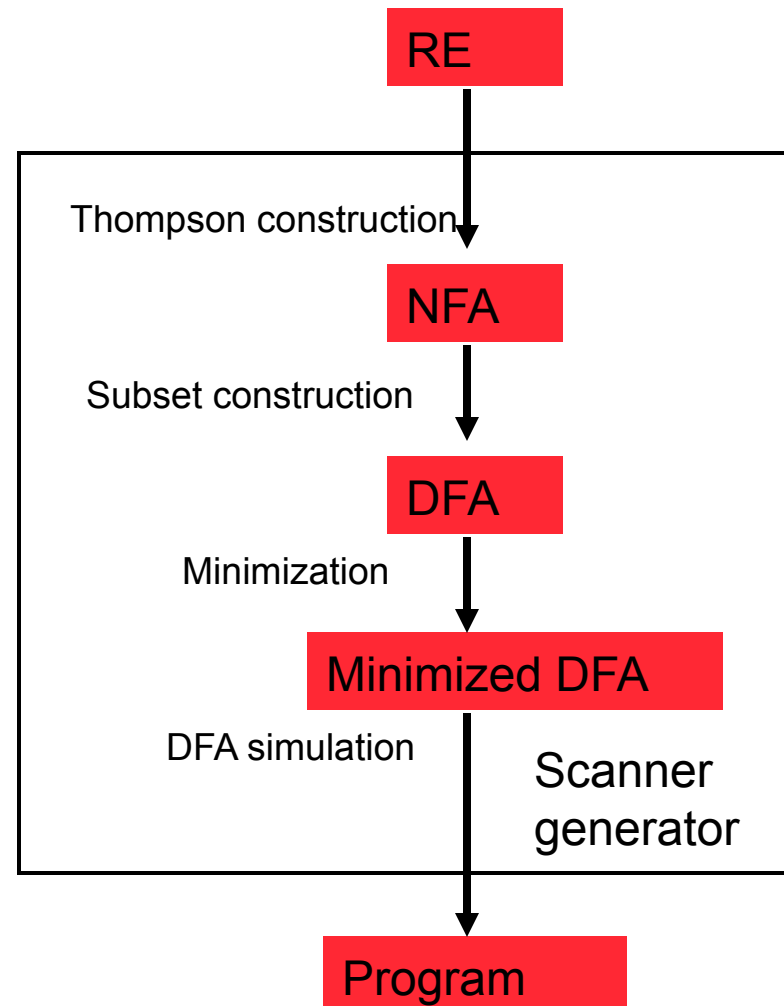 RE
Thompson construction
NFA
Subset construction
DFA
Minimization
Minimized DFA
DFA simulation
Scanner
generator
Program